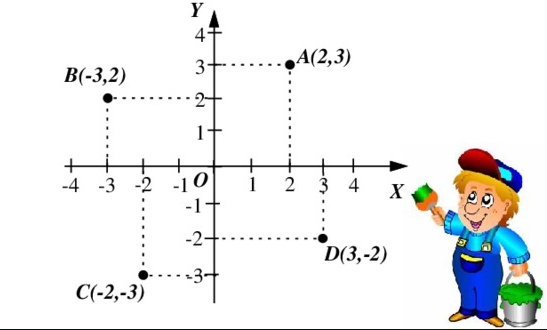 Y
4
A(2,3)
3
B(-3,2)
2
1
-4 -3 -2 -1 O 1 2 3 4 X
-1
-2
D(3,-2)
-3
C(-2,-3)